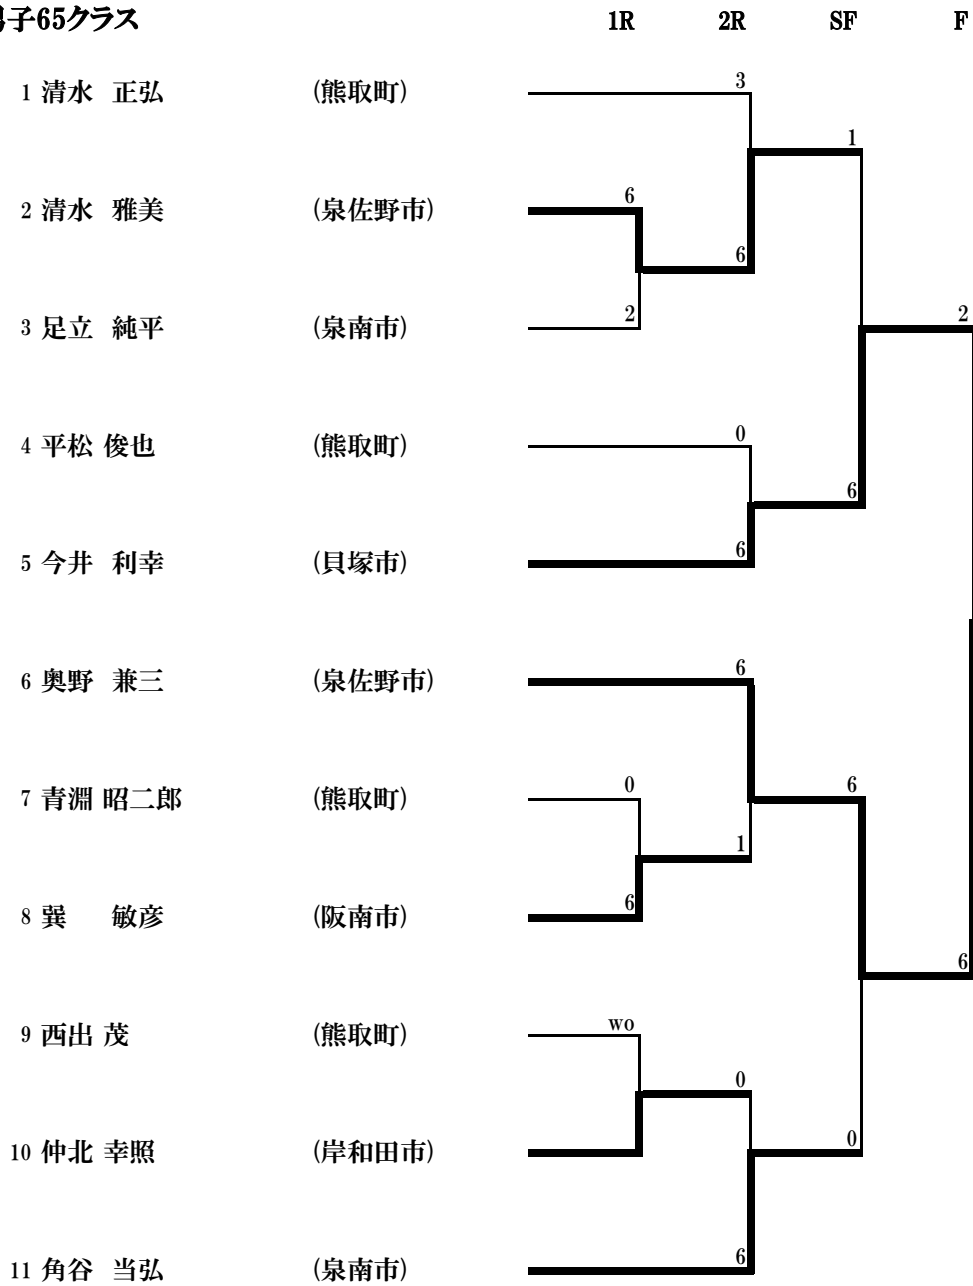 男子65クラス 1R 2R SF F
3
1 清水 正弘 (熊取町)
1
6
2 清水 雅美 (泉佐野市)
6
2 2
3 足立 純平 (泉南市)
0
4 平松 俊也 (熊取町)
6
6
5 今井 利幸 (貝塚市)
6
6 奥野 兼三 (泉佐野市)
0 6
7 青淵 昭二郎 (熊取町)
1
6
8 巽 敏彦 (阪南市)
6
wo
9 西出 茂 (熊取町)
0
0
10 仲北 幸照 (岸和田市)
6
11 角谷 当弘 (泉南市)